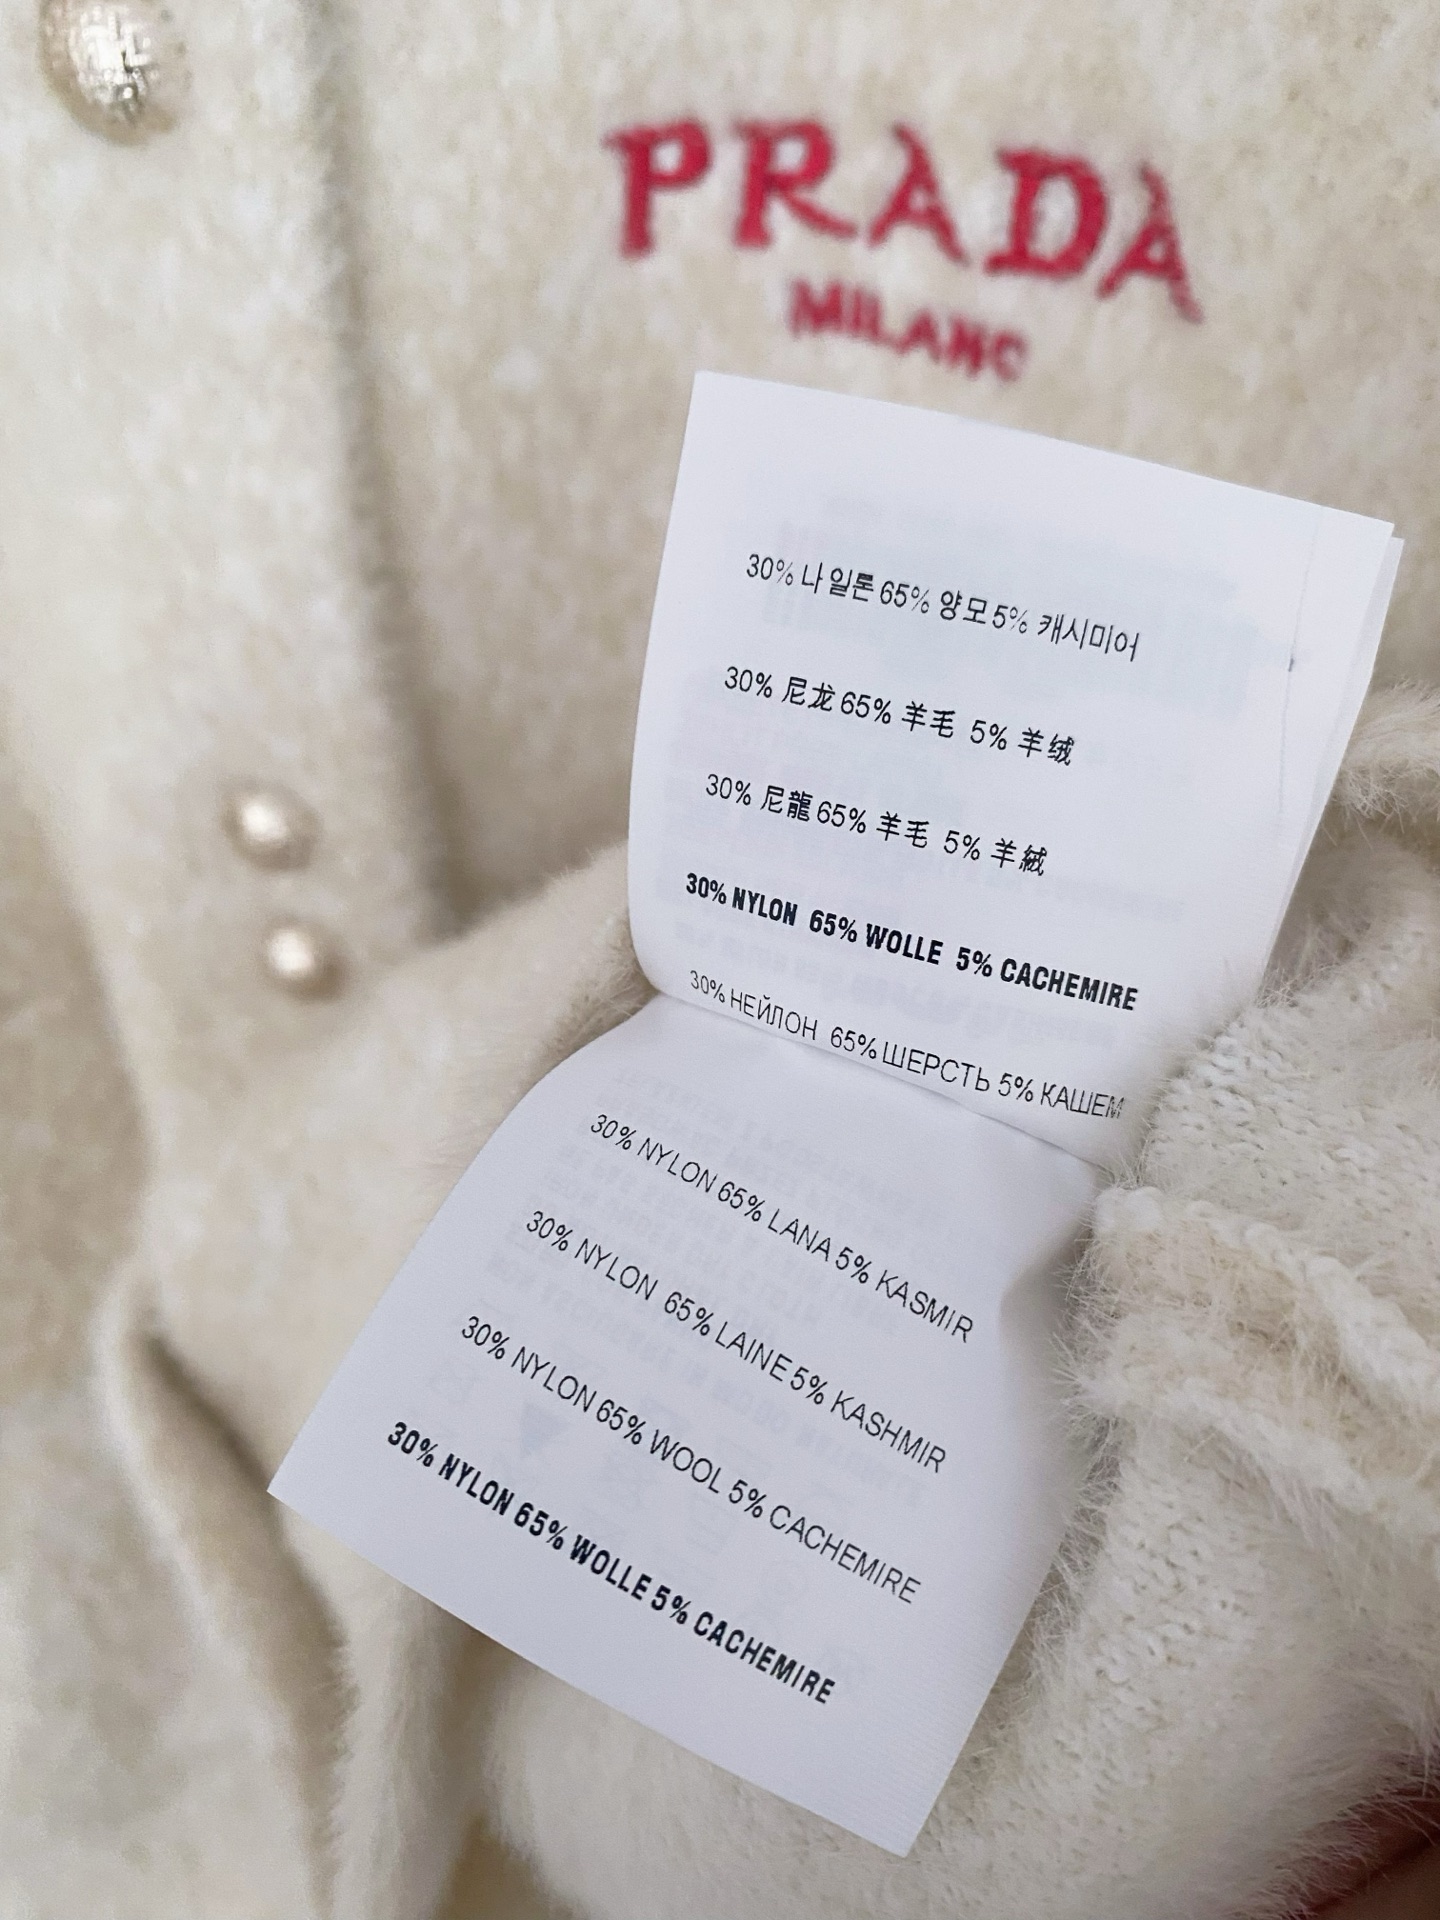 PRADA
MILANO
30% 나일론 65% 양모 5% 캐시미어
30% 尼龙 65% 羊毛 5% 羊绒
30% 尼龍 65% 羊毛 5% 羊絨
30% NYLON 65% WOLLE 5% CACHEMIRE
30% НЕЙЛОН 65% ШЕРСТЬ 5% КАШЕМ
30% NYLON 65% LANA 5% KASMIR
30% NYLON 65% LAINE 5% KASHMIR
30% NYLON 65% WOOL 5% CACHEMIRE
30% NYLON 65% WOLLE 5% CACHEMIRE